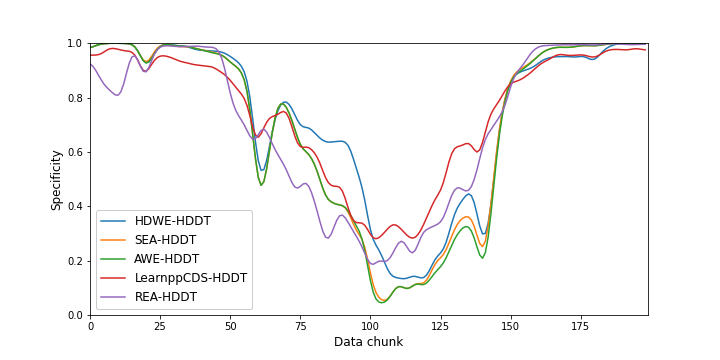 1.0
0.8
0.6
0.4
0.2
0.0
Specificity
HDWE-HDDT
SEA-HDDT
AWE-HDDT
LearnppCDS-HDDT
REA-HDDT
0 25 50 75 100 125 150 175
Data chunk